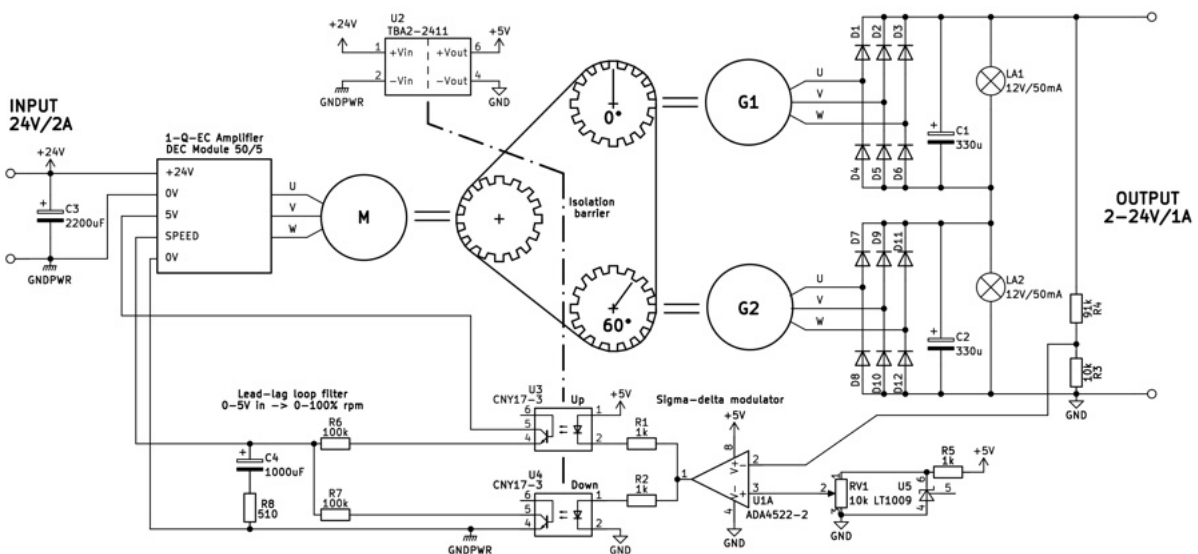 U2
TBA2-2411
+24V
+5V
1
+Vin
+Vout
6
2
-Vin
-Vout
4
GNDPWR
GND
INPUT
24V/2A
+24V
1-Q-EC Amplifier
DEC Module 50/5
+24V
0V
5V
SPEED
0V
U
V
W
M
+
C3
2200uF
GNDPWR
0°
60°
Isolation
barrier
G1
U
V
W
D1
D2
D3
D4
D5
D6
+
C1
330u
LA1
12V/50mA
G2
U
V
W
D7
D9
D11
D8
D10
D12
+
C2
330u
LA2
12V/50mA
OUTPUT
2-24V/1A
91k
R4
10k
R3
GND
Lead-lag loop filter
0-5V in -> 0-100% rpm
R6
100k
R7
100k
+
C4
1000uF
R8
510
GNDPWR
U3
CNY17-3
Up
6
5
4
1
2
+5V
R1
1k
U4
CNY17-3
Down
6
5
4
1
2
GND
R2
1k
Sigma-delta modulator
+5V
8
V+
-
2
1
+
3
V-
4
U1A
ADA4522-2
GND
1
2
3
RV1
10k
GND
U5
LT1009
6
5
4
R5
1k
+5V